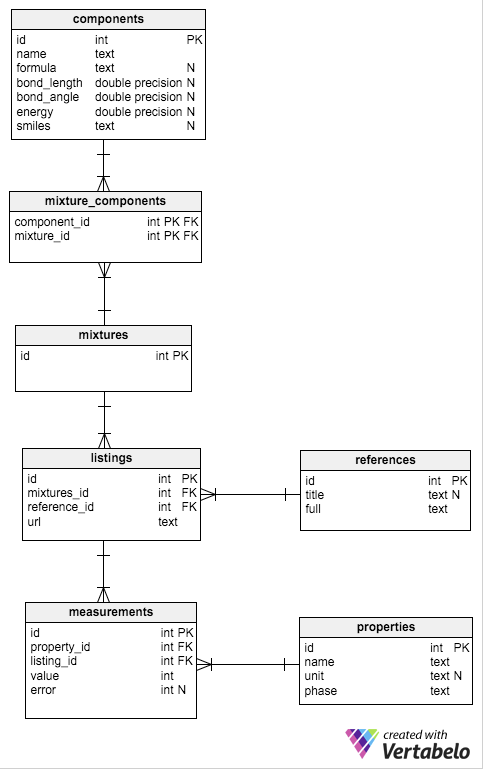 components
id int PK
name text
formula text N
bond_length double precision N
bond_angle double precision N
energy double precision N
smiles text N
mixture_components
component_id int PK FK
mixture_id int PK FK
mixtures
id int PK
listings
id int PK
mixtures_id int FK
reference_id int FK
url text
references
id int PK
title text N
full text
measurements
id int PK
property_id int FK
listing_id int FK
value int
error int N
properties
id int PK
name text
unit text N
phase text
created with
Vertabelo